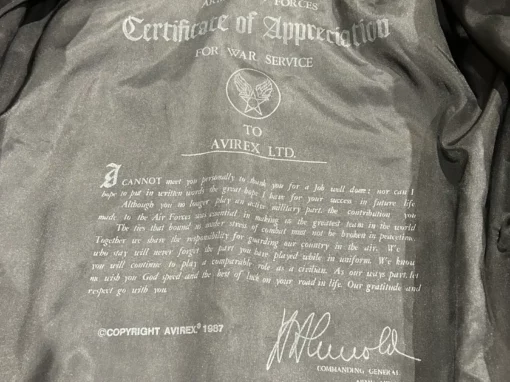 FORCES
Certificate of Appreciation
FOR WAR SERVICE
TO
AVIREX LTD.
I CANNOT meet you personally to thank you for a job well done; nor can I
hope to put in written words the great hope I have for your success in future life.
Although you no longer play an active military part, the contribution you
made to the Air Forces was essential in making us the greatest team in the world.
The ties that bound us under stress of combat must not be broken in peacetime.
Together we share the responsibility for guarding our country in the air. We
who stay will never forget the part you have played while in uniform. We know
you will continue to play a comparable role as a civilian. As our ways part, let
me wish you God speed and the best of luck on your road in life. Our gratitude and
respect go with you.
©COPYRIGHT AVIREX® 1987
H H Arnold
COMMANDING GENERAL